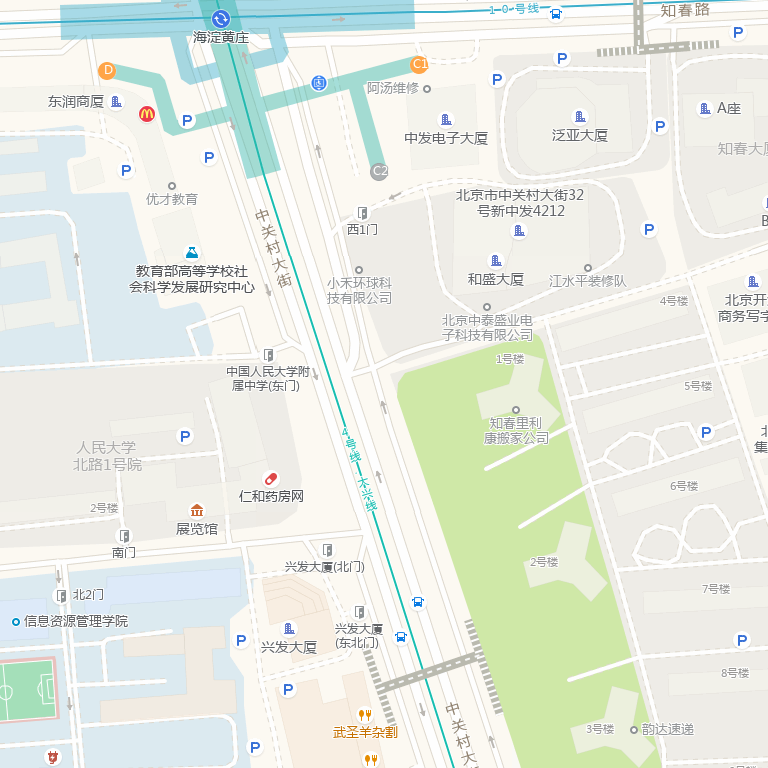 10号线
知春路
海淀黄庄
D
C1
东润商厦
阿汤维修
中发电子大厦
泛亚大厦
A座
知春大
C2
优才教育
北京市中关村大街32
号新中发4212
西1门
中关村大街
教育部高等学校社
会科学发展研究中心
小禾环球科
技有限公司
和盛大厦
江水平装修队
4号楼
北京开
商务写字
北京中泰盛业电
子科技有限公司
1号楼
中国人民大学附
属中学(东门)
5号楼
知春里利
康搬家公司
4号线·大兴线
人民大学
北路1号院
6号楼
仁和药房网
2号楼
展览馆
南门
兴发大厦(北门)
2号楼
7号楼
北2门
信息资源管理学院
兴发大厦
(东北门)
兴发大厦
8号楼
中关村大
武圣羊杂割
3号楼
韵达速递